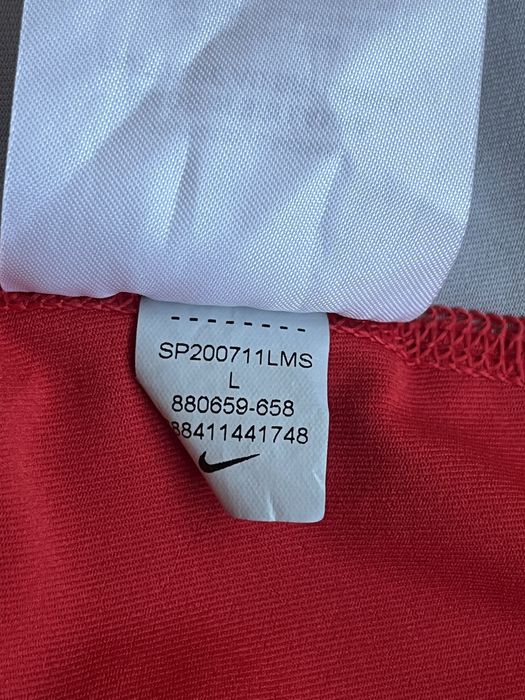 - - - - - - - -
SP200711LMS
L
880659-658
88411441748